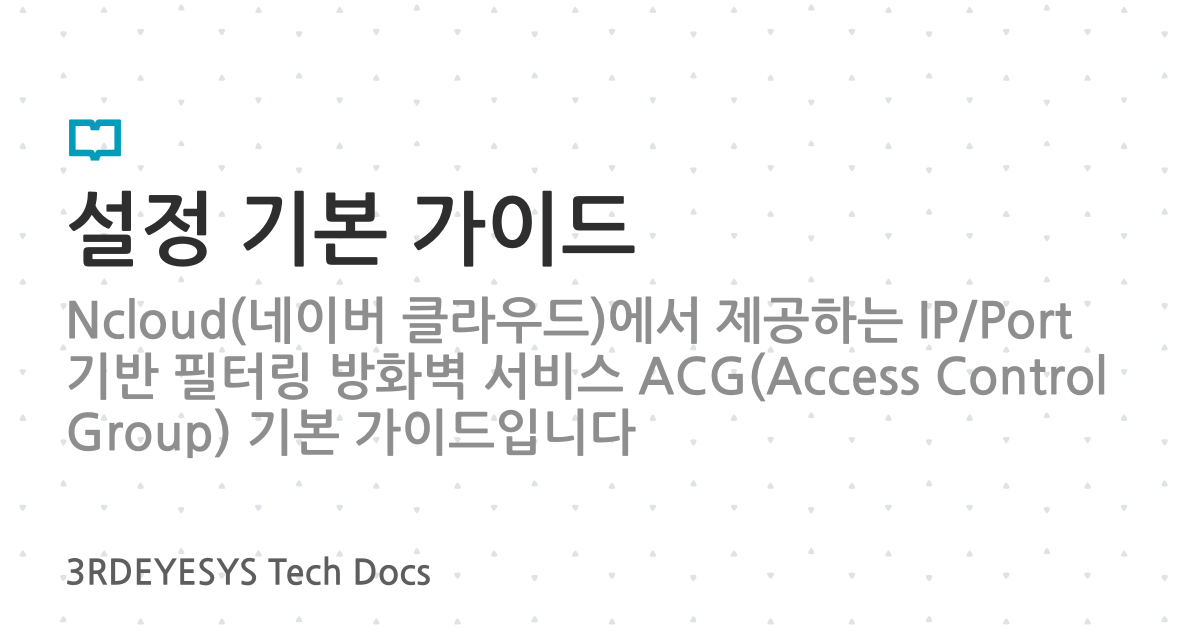 설정 기본 가이드
Ncloud(네이버 클라우드)에서 제공하는 IP/Port
기반 필터링 방화벽 서비스 ACG(Access Control
Group) 기본 가이드입니다
3RDEYESYS Tech Docs